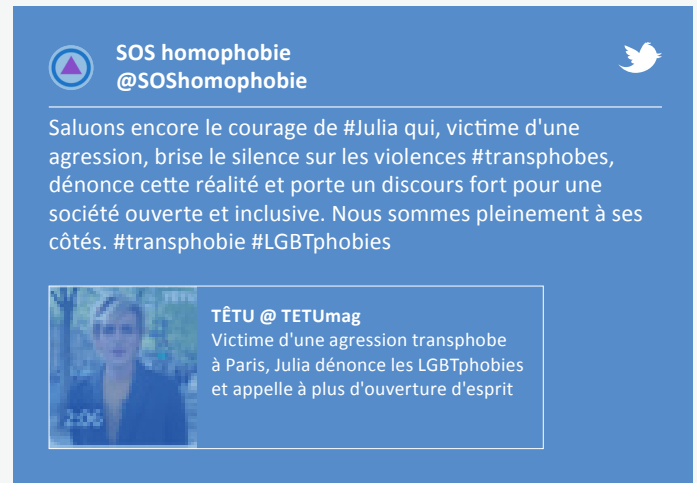 SOS homophobie
@SOShomophobie
Saluons encore le courage de #Julia qui, victime d'une
agression, brise le silence sur les violences #transphobes,
dénonce cette réalité et porte un discours fort pour une
société ouverte et inclusive. Nous sommes pleinement à ses
côtés. #transphobie #LGBTphobies
TÊTU @ TETUmag
Victime d'une agression transphobe
à Paris, Julia dénonce les LGBTphobies
et appelle à plus d'ouverture d'esprit
2:06